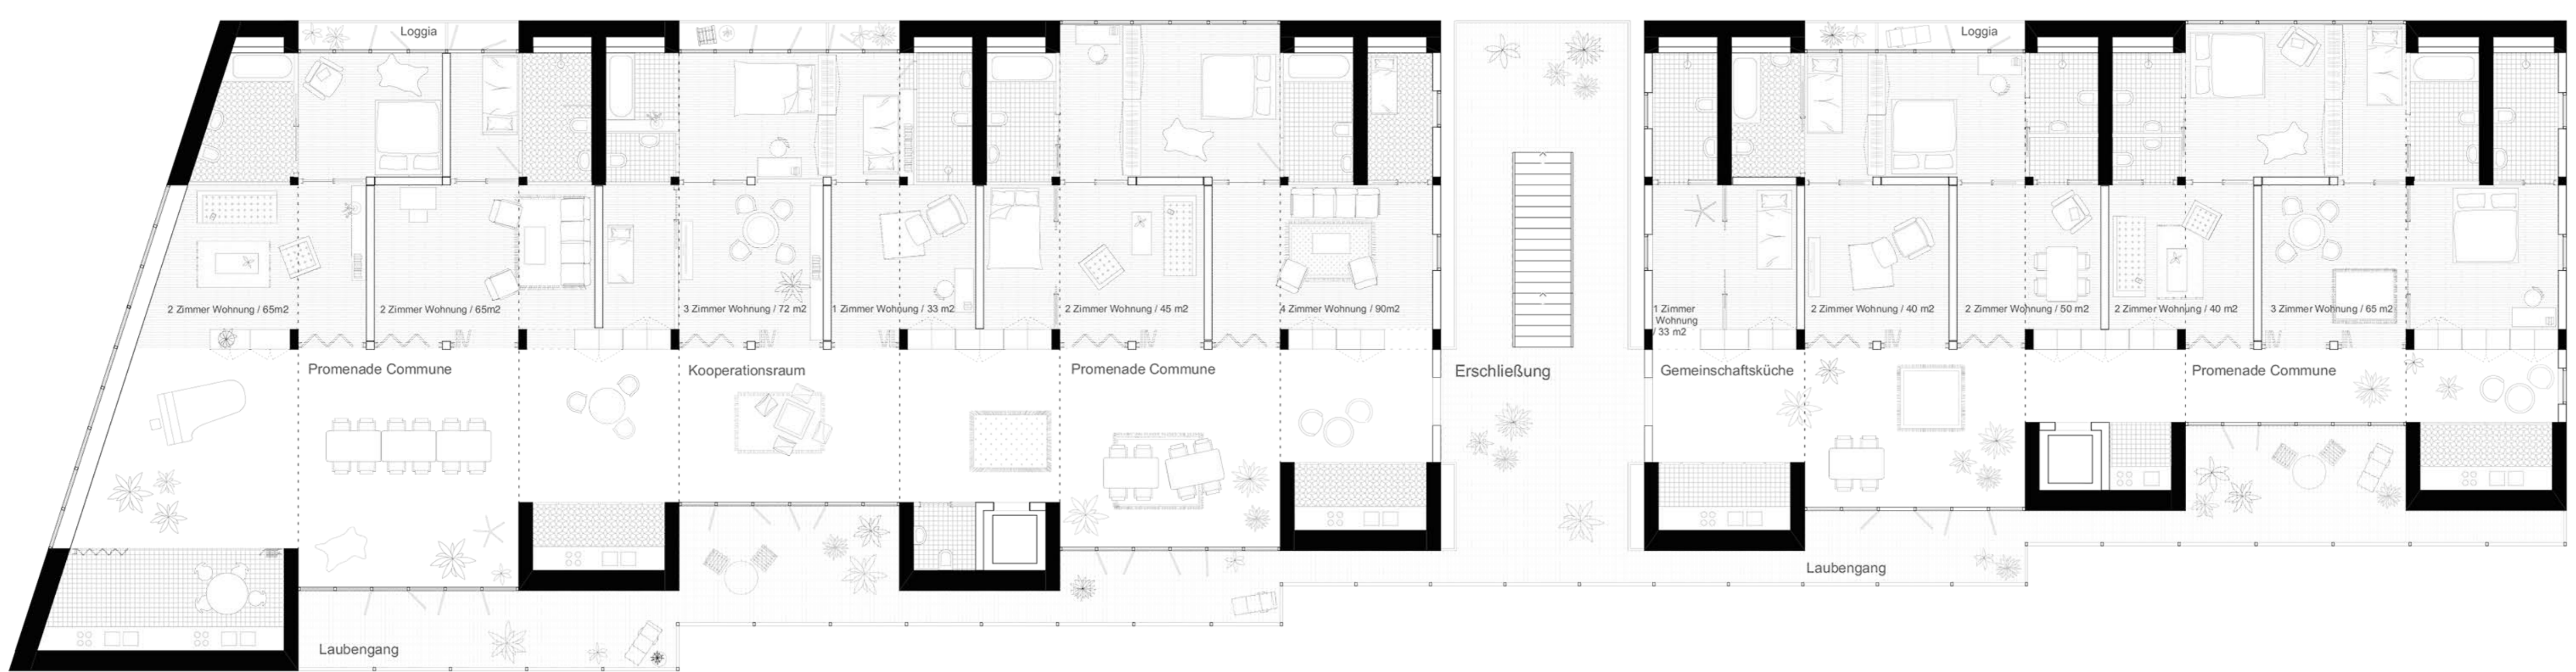 Loggia
Loggia
2 Zimmer Wohnung / 65m2
2 Zimmer Wohnung / 65m2
3 Zimmer Wohnung / 72 m2
1 Zimmer Wohnung / 33 m2
2 Zimmer Wohnung / 45 m2
4 Zimmer Wohnung / 90m2
1 Zimmer
Wohnung
/ 33 m2
2 Zimmer Wohnung / 40 m2
2 Zimmer Wohnung / 50 m2
2 Zimmer Wohnung / 40 m2
3 Zimmer Wohnung / 65 m2
Promenade Commune
Kooperationsraum
Promenade Commune
Erschließung
Gemeinschaftsküche
Promenade Commune
Laubengang
Laubengang